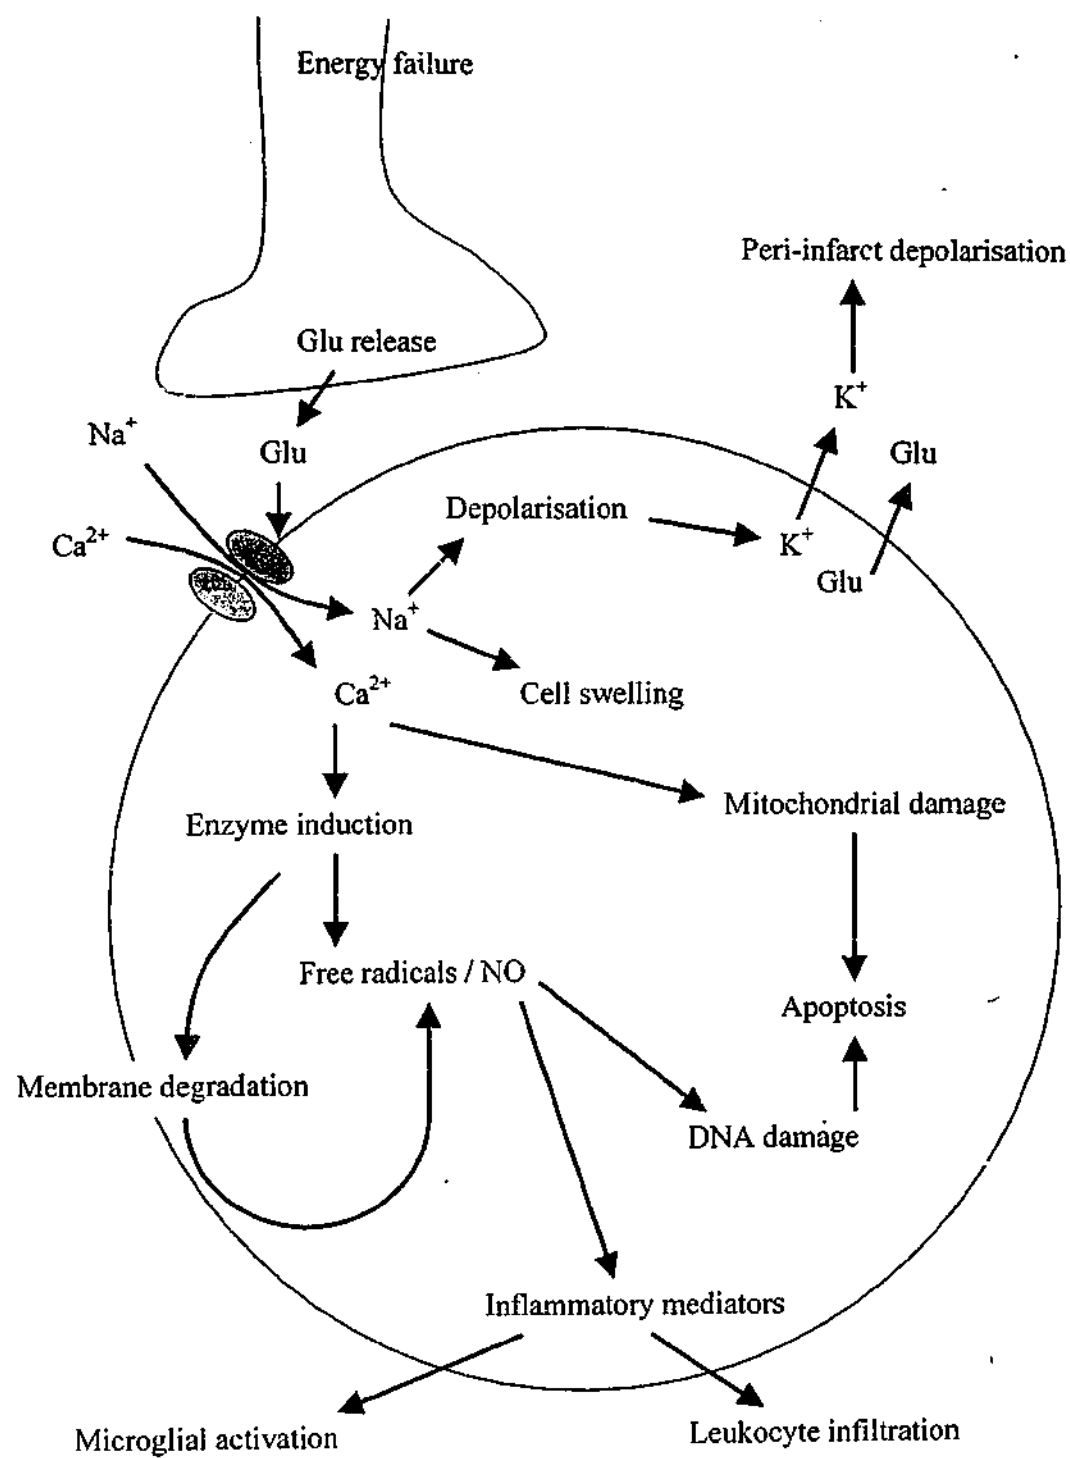 Energy failure
Peri-infarct depolarisation
Glu release
K+
Na+
Glu
Glu
Depolarisation
Ca2+
K+
Glu
Na+
Ca2+
Cell swelling
Mitochondrial damage
Enzyme induction
Free radicals / NO
Apoptosis
Membrane degradation
DNA damage
Inflammatory mediators
Microglial activation
Leukocyte infiltration